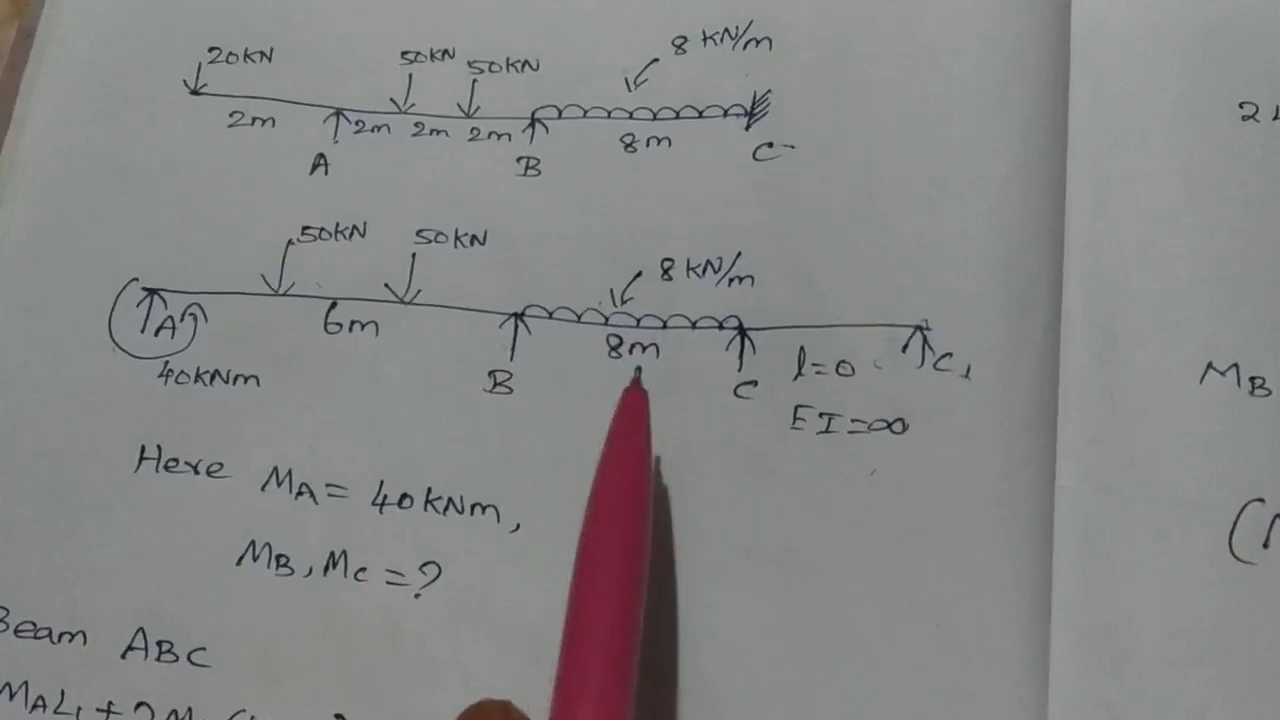 20KN
50KN
50KN
8 KN/m
2m
2m
2m
2m
8m
A
B
C
50KN
50KN
8 KN/m
A
6m
8m
l=0
C1
40KNm
B
C
EI=∞
Here MA= 40KNm,
MB, MC =?
Beam ABC
MB